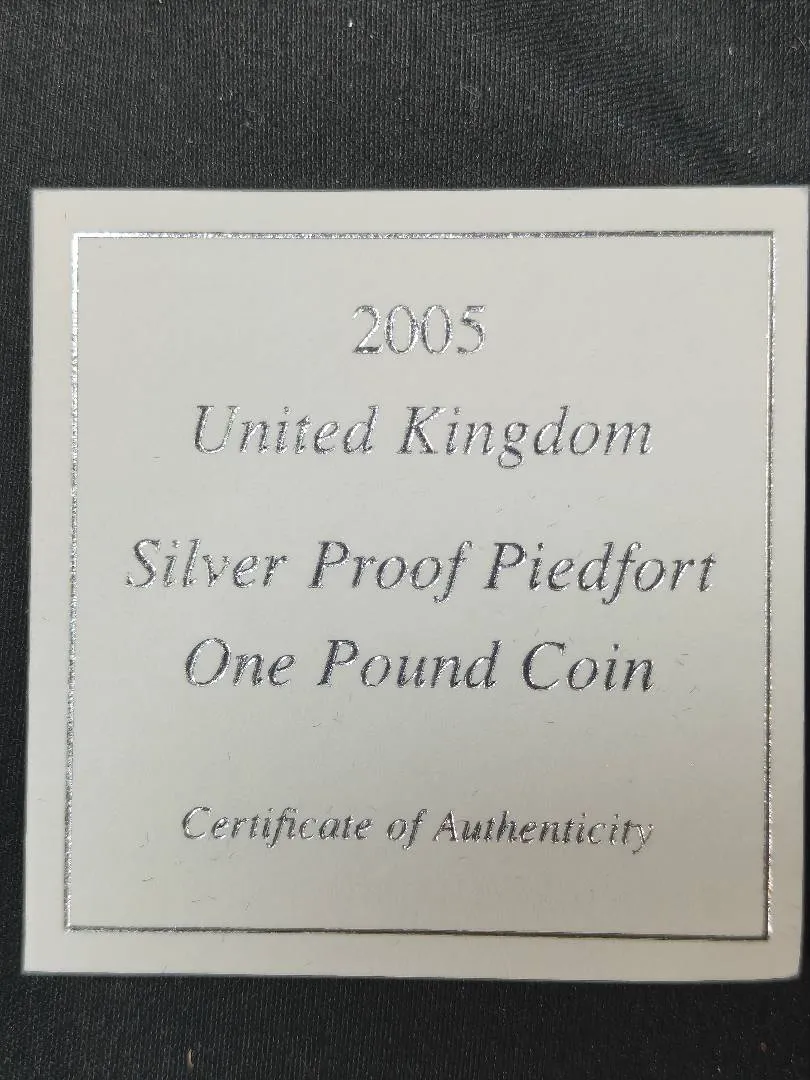 2005
United Kingdom
Silver Proof Piedfort
One Pound Coin
Certificate of Authenticity